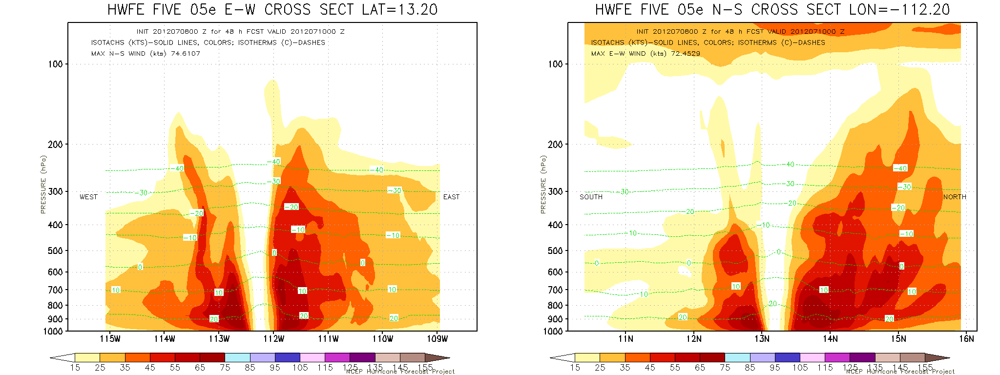 HWFE FIVE 05e E-W CROSS SECT LAT=13.20
INIT 2012070800 Z for 48 h FCST VALID 2012071000 Z
ISOTACHS (KTS)-SOLID LINES, COLORS; ISOTHERMS (C)-DASHES
MAX N-S WIND (kts) 74.6107
PRESSURE (hPa)
100
200
300
400
500
600
700
800
900
1000
WEST
EAST
-40 -40 -40
-30 -30 -30
-20 -20
-10 -10 -10
0 0 0
10 10 10 10
20 20 20
115W 114W 113W 112W 111W 110W 109W
15 25 35 45 55 65 75 85 95 105 115 125 135 145 155
NCEP Hurricane Forecast Project
HWFE FIVE 05e N-S CROSS SECT LON=-112.20
INIT 2012070800 Z for 48 h FCST VALID 2012071000 Z
ISOTACHS (KTS)-SOLID LINES, COLORS; ISOTHERMS (C)-DASHES
MAX E-W WIND (kts) 72.4529
PRESSURE (hPa)
100
200
300
400
500
600
700
800
900
1000
SOUTH
NORTH
-40 -40
-30 -30 -30
-20 -20 -20
-10 -10 -10
0 0 0 0
10 10 10 10
20 20 20
11N 12N 13N 14N 15N 16N
15 25 35 45 55 65 75 85 95 105 115 125 135 145 155
NCEP Hurricane Forecast Project